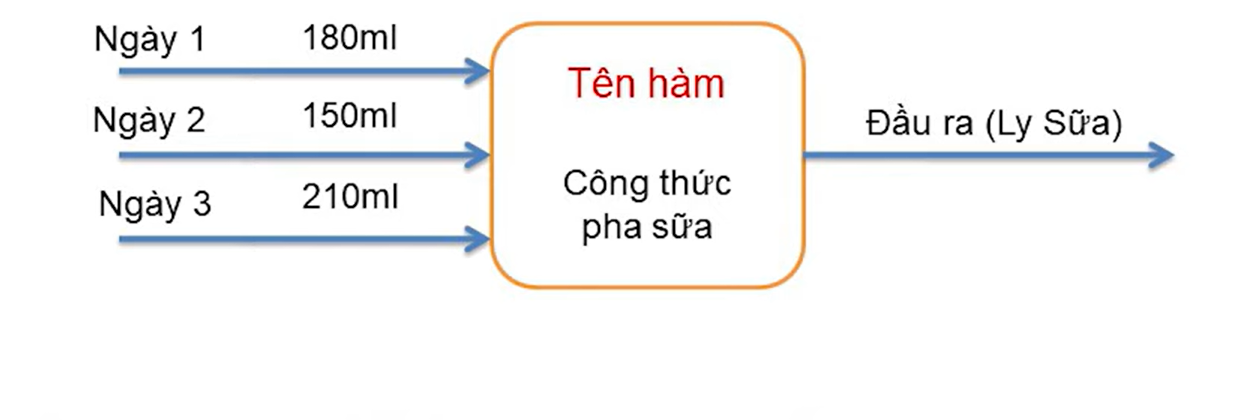 Ngày 1 180ml
Ngày 2 150ml
Ngày 3 210ml
Tên hàm
Công thức
pha sữa
Đầu ra (Ly Sữa)